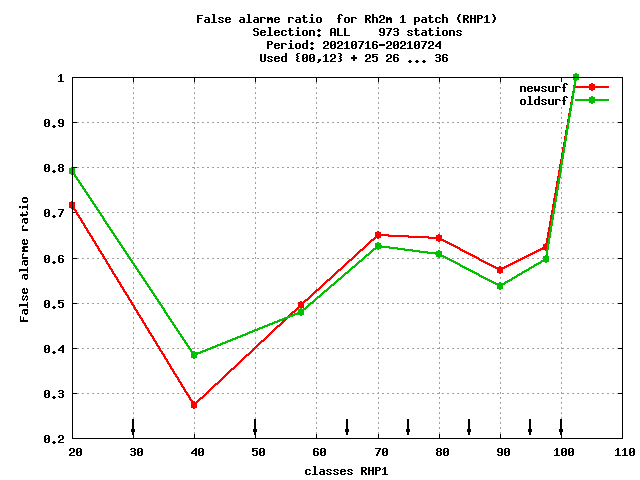 False alarme ratio  for Rh2m 1 patch (RHP1)
Selection: ALL    973 stations
Period: 20210716-20210724
Used {00,12} + 25 26 ... 36
newsurf
oldsurf
False alarme ratio
1
0.9
0.8
0.7
0.6
0.5
0.4
0.3
0.2
20 30 40 50 60 70 80 90 100 110
classes RHP1